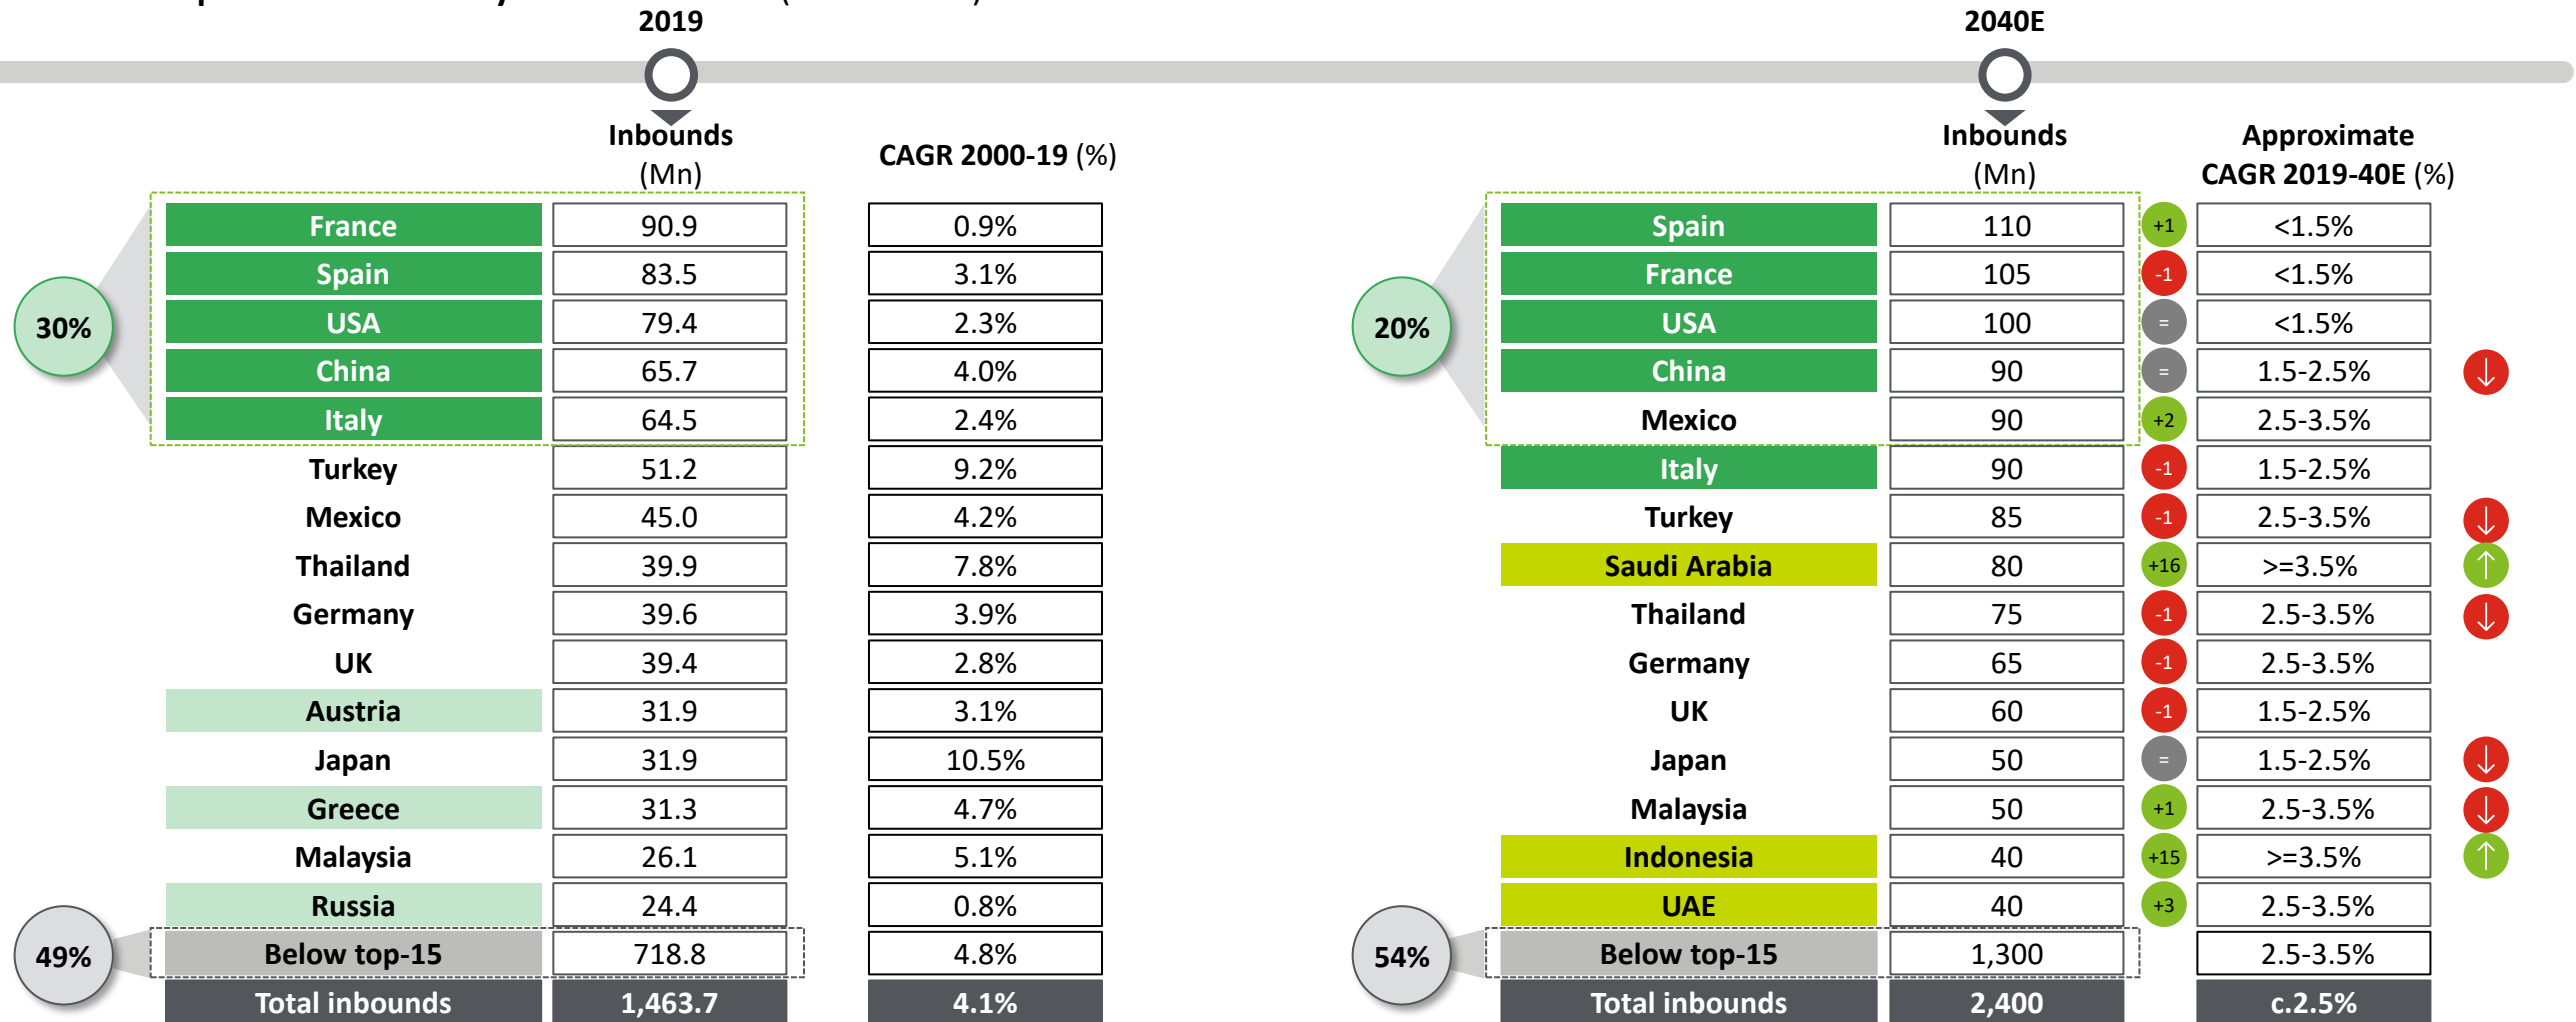 2019
2040E
Inbounds
(Mn)
CAGR 2000-19 (%)
Inbounds
(Mn)
Approximate
CAGR 2019-40E (%)
France 90.9 0.9%
Spain 83.5 3.1%
USA 79.4 2.3%
China 65.7 4.0%
Italy 64.5 2.4%
30%
Turkey 51.2 9.2%
Mexico 45.0 4.2%
Thailand 39.9 7.8%
Germany 39.6 3.9%
UK 39.4 2.8%
Austria 31.9 3.1%
Japan 31.9 10.5%
Greece 31.3 4.7%
Malaysia 26.1 5.1%
Russia 24.4 0.8%
49% Below top-15 718.8 4.8%
Total inbounds 1,463.7 4.1%
Spain 110 +1 <1.5%
France 105 -1 <1.5%
20% USA 100 = <1.5%
China 90 = 1.5-2.5% ↓
Mexico 90 +2 2.5-3.5%
Italy 90 -1 1.5-2.5%
Turkey 85 -1 2.5-3.5% ↓
Saudi Arabia 80 +16 >=3.5% ↑
Thailand 75 -1 2.5-3.5% ↓
Germany 65 -1 2.5-3.5%
UK 60 -1 1.5-2.5%
Japan 50 = 1.5-2.5% ↓
Malaysia 50 +1 2.5-3.5% ↓
Indonesia 40 +15 >=3.5% ↑
UAE 40 +3 2.5-3.5%
54% Below top-15 1,300 2.5-3.5%
Total inbounds 2,400 c.2.5%